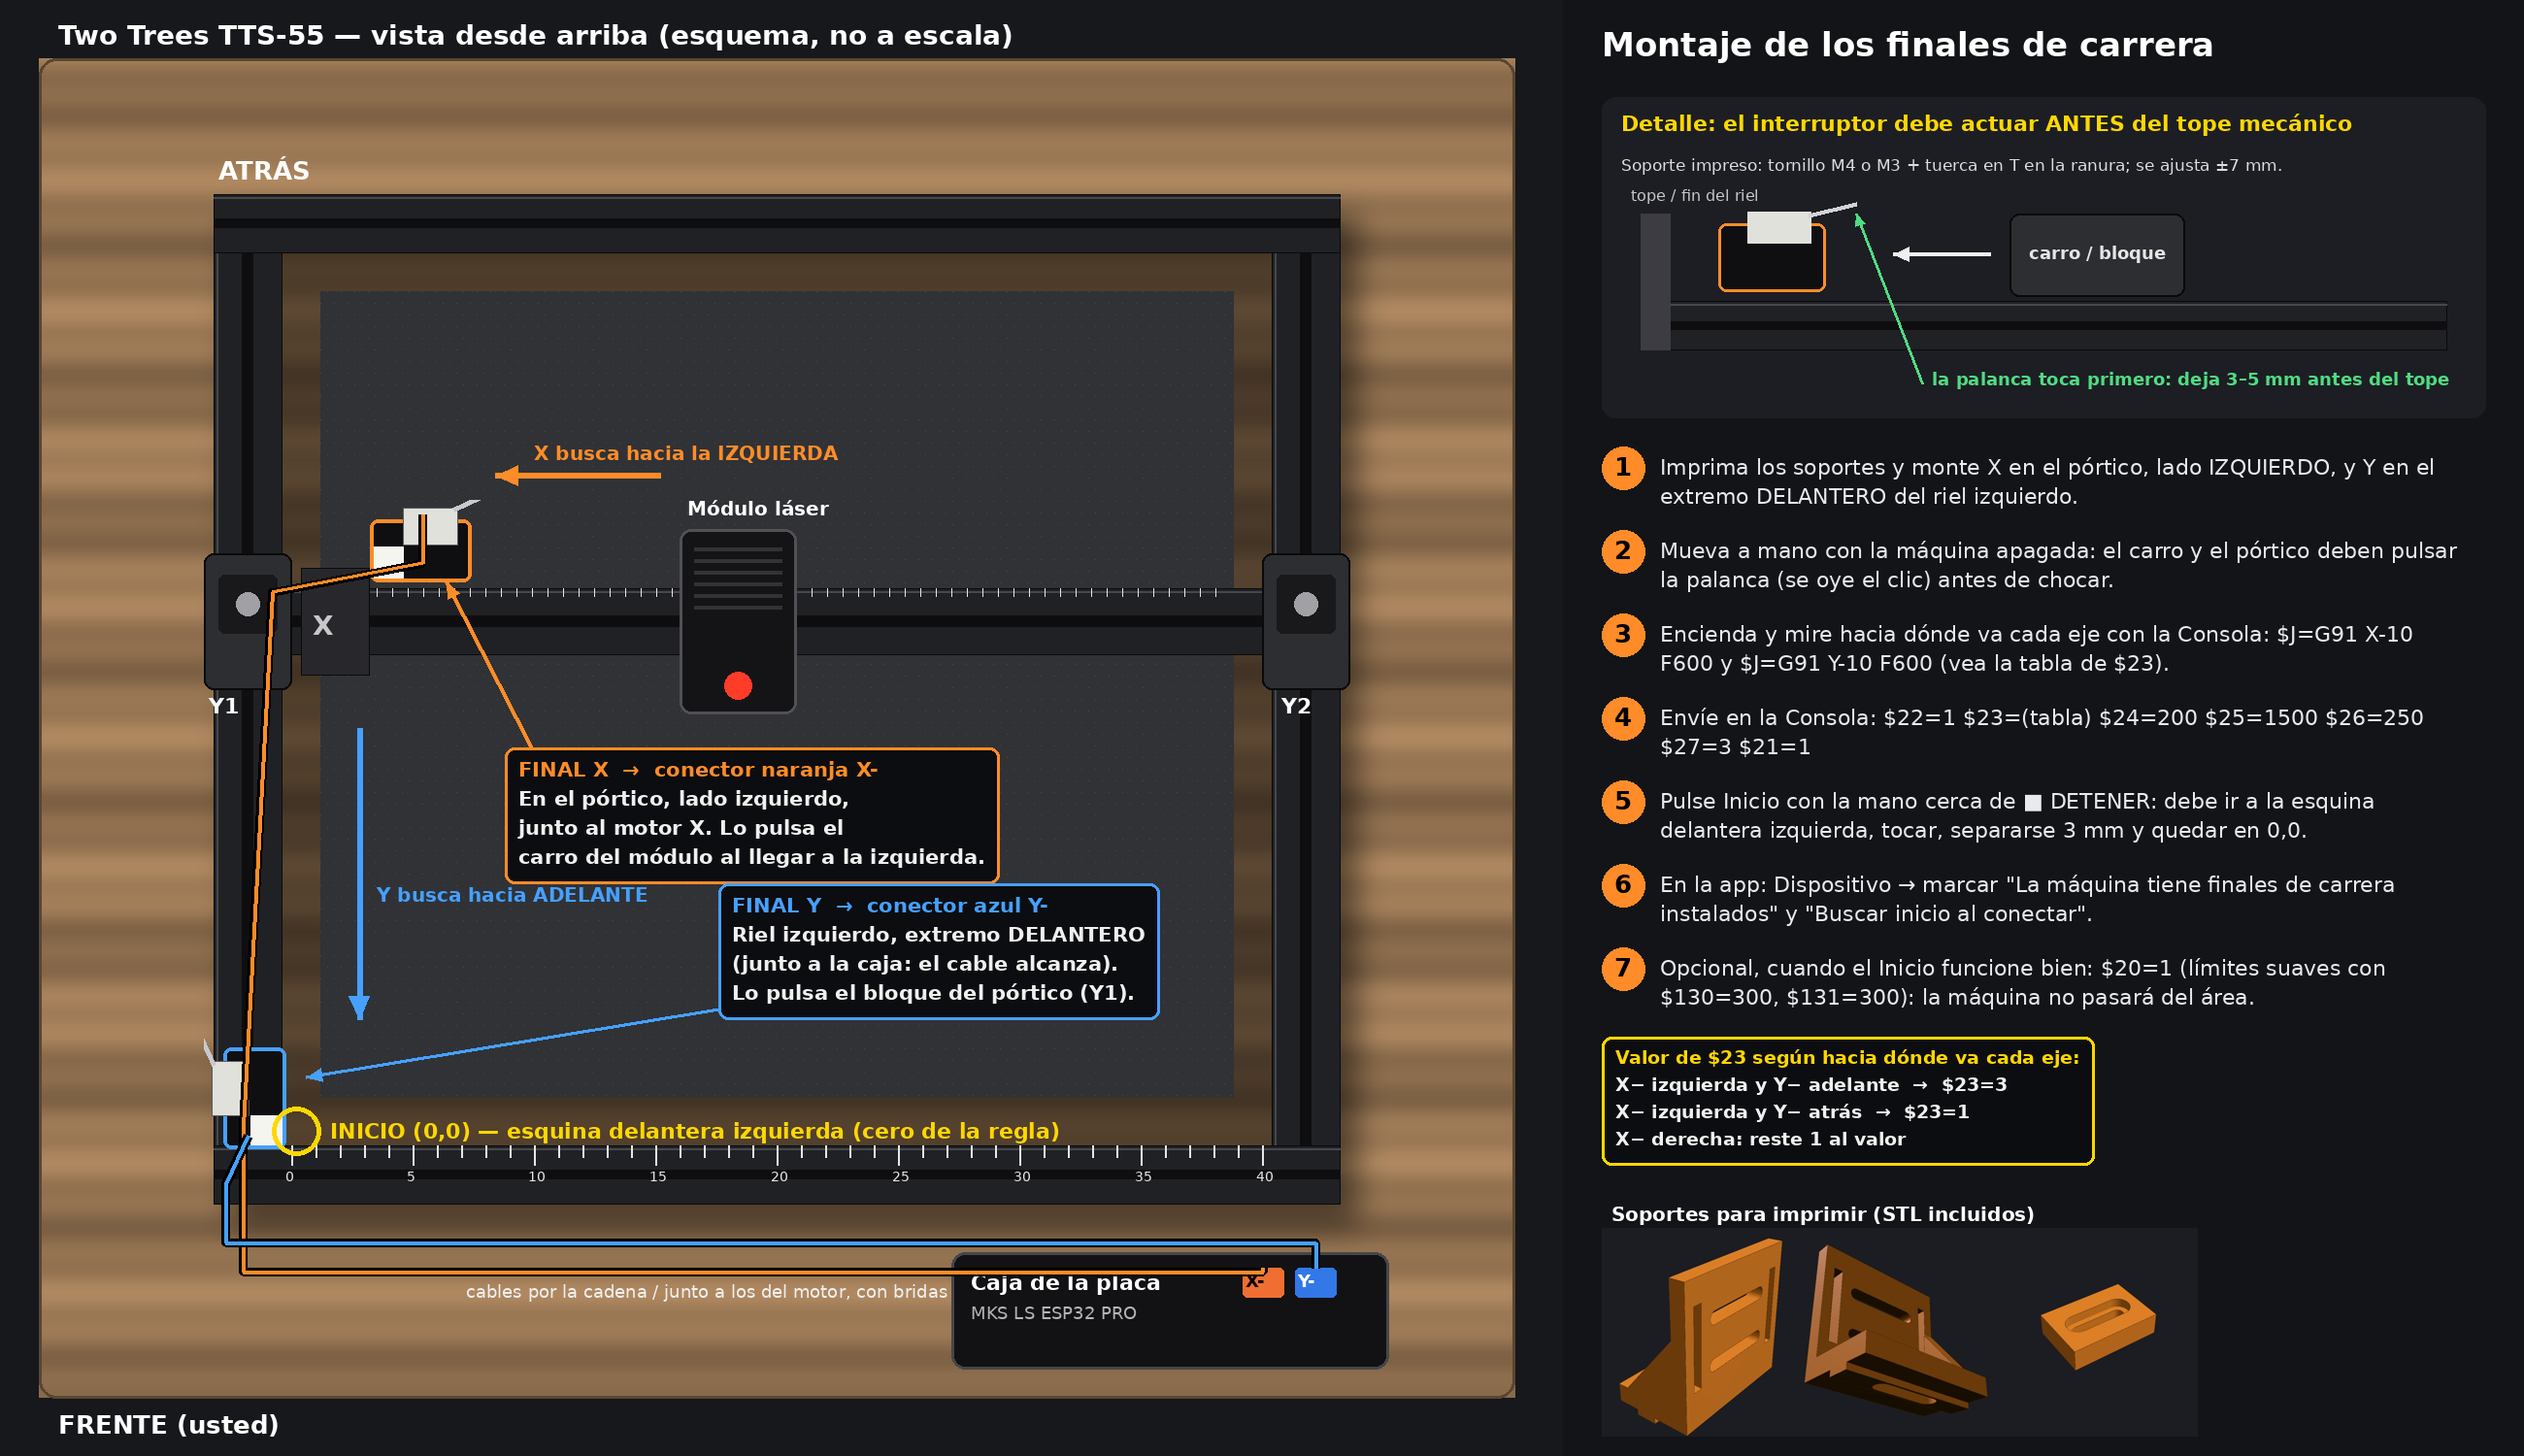 Two Trees TTS-55 — vista desde arriba (esquema, no a escala)
ATRÁS
X busca hacia la IZQUIERDA
Módulo láser
X
Y1
Y2
FINAL X → conector naranja X-
En el pórtico, lado izquierdo,
junto al motor X. Lo pulsa el
carro del módulo al llegar a la izquierda.
Y busca hacia ADELANTE
FINAL Y → conector azul Y-
Riel izquierdo, extremo DELANTERO
(junto a la caja: el cable alcanza).
Lo pulsa el bloque del pórtico (Y1).
INICIO (0,0) — esquina delantera izquierda (cero de la regla)
0 5 10 15 20 25 30 35 40
Caja de la placa
X-
Y-
cables por la cadena / junto a los del motor, con bridas
MKS LS ESP32 PRO
FRENTE (usted)
Montaje de los finales de carrera
Detalle: el interruptor debe actuar ANTES del tope mecánico
Soporte impreso: tornillo M4 o M3 + tuerca en T en la ranura; se ajusta ±7 mm.
tope / fin del riel
carro / bloque
la palanca toca primero: deja 3–5 mm antes del tope
1 Imprima los soportes y monte X en el pórtico, lado IZQUIERDO, y Y en el
extremo DELANTERO del riel izquierdo.
2 Mueva a mano con la máquina apagada: el carro y el pórtico deben pulsar
la palanca (se oye el clic) antes de chocar.
3 Encienda y mire hacia dónde va cada eje con la Consola: $J=G91 X-10
F600 y $J=G91 Y-10 F600 (vea la tabla de $23).
4 Envíe en la Consola: $22=1 $23=(tabla) $24=200 $25=1500 $26=250
$27=3 $21=1
5 Pulse Inicio con la mano cerca de ■ DETENER: debe ir a la esquina
delantera izquierda, tocar, separarse 3 mm y quedar en 0,0.
6 En la app: Dispositivo → marcar "La máquina tiene finales de carrera
instalados" y "Buscar inicio al conectar".
7 Opcional, cuando el Inicio funcione bien: $20=1 (límites suaves con
$130=300, $131=300): la máquina no pasará del área.
Valor de $23 según hacia dónde va cada eje:
X− izquierda y Y− adelante → $23=3
X− izquierda y Y− atrás → $23=1
X− derecha: reste 1 al valor
Soportes para imprimir (STL incluidos)